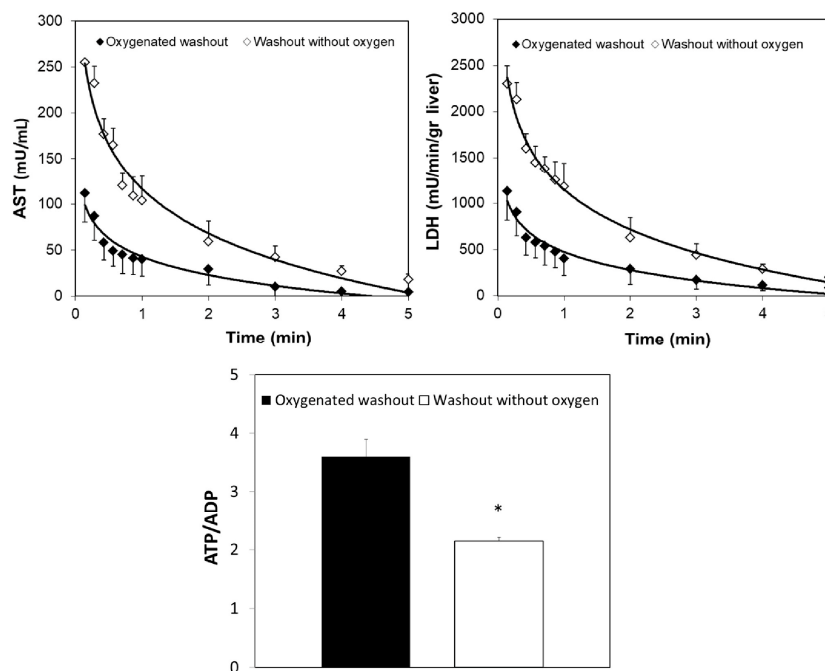 300
250
200
150
100
50
0
AST (mU/mL)
◆Oxygenated washout ◇Washout without oxygen
0 1 2 3 4 5
Time (min)
3000
2500
2000
1500
1000
500
0
LDH (mU/min/gr liver)
◆Oxygenated washout ◇Washout without oxygen
0 1 2 3 4
Time (min)
5
4
3
2
1
0
ATP/ADP
■Oxygenated washout □Washout without oxygen
*